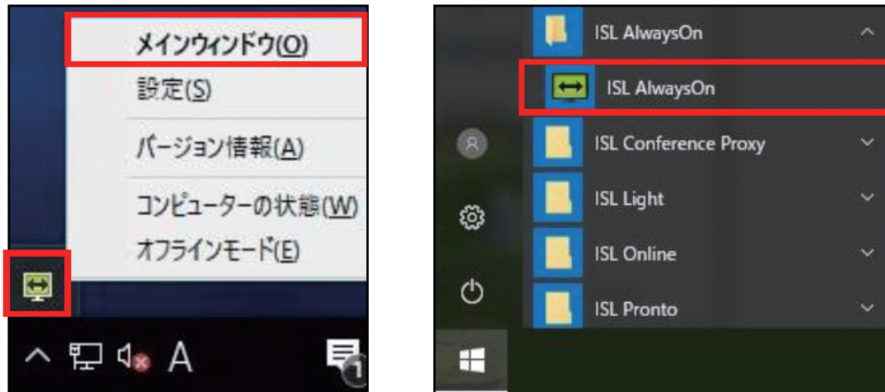 メインウィンドウ(O)
設定(S)
バージョン情報(A)
コンピューターの状態(W)
オフラインモード(E)
A
1
ISL AlwaysOn
ISL AlwaysOn
ISL Conference Proxy
ISL Light
ISL Online
ISL Pronto